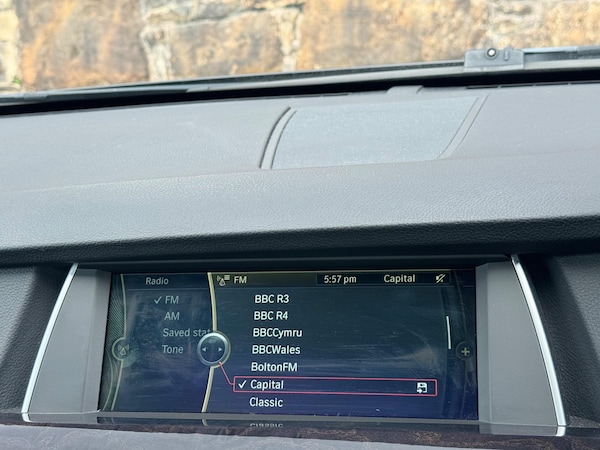 Radio
FM 5:57 pm Capital
✓ FM
AM
Saved stat
Tone
BBC R3
BBC R4
BBCCymru
BBCWales
BoltonFM
✓ Capital
Classic